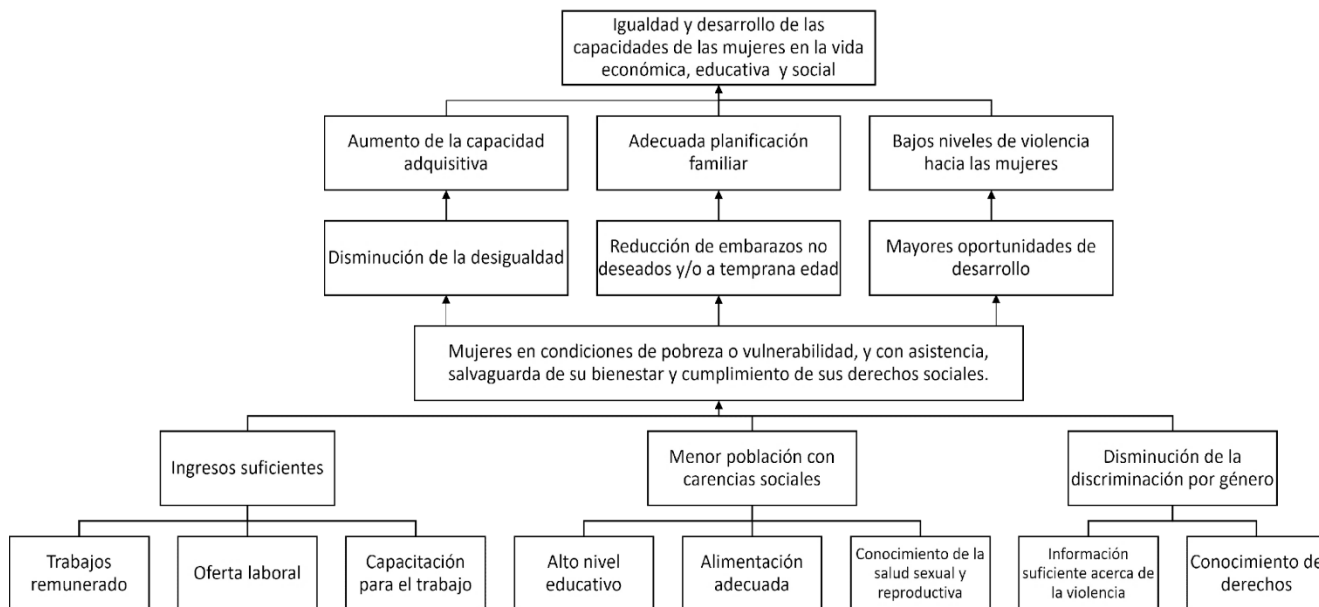 Igualdad y desarrollo de las
capacidades de las mujeres en la vida
económica, educativa y social
Aumento de la capacidad
adquisitiva
Adecuada planificación
familiar
Bajos niveles de violencia
hacia las mujeres
Disminución de la desigualdad
Reducción de embarazos no
deseados y/o a temprana edad
Mayores oportunidades de
desarrollo
Mujeres en condiciones de pobreza o vulnerabilidad, y con asistencia,
salvaguarda de su bienestar y cumplimiento de sus derechos sociales.
Ingresos suficientes
Menor población con
carencias sociales
Disminución de la
discriminación por género
Trabajos
remunerado
Oferta laboral
Capacitación
para el trabajo
Alto nivel
educativo
Alimentación
adecuada
Conocimiento de la
salud sexual y
reproductiva
Información
suficiente acerca de
la violencia
Conocimiento de
derechos